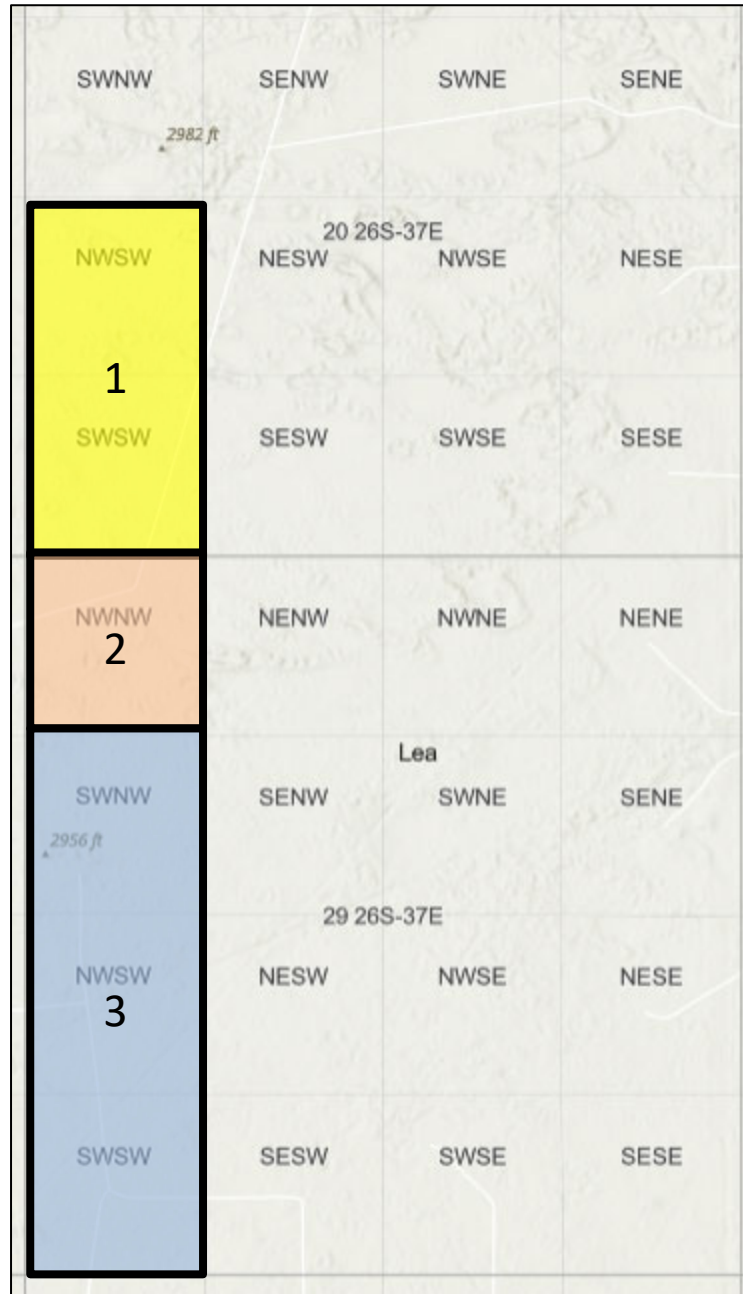 SWNW SENW SWNE SENE
2982 ft
20 26S-37E
NWSW NESW NWSE NESE
1
SWSW SESW SWSE SESE
NWNW NENW NWNE NENE
2
Lea
SWNW SENW SWNE SENE
2956 ft
29 26S-37E
NWSW NESW NWSE NESE
3
SWSW SESW SWSE SESE